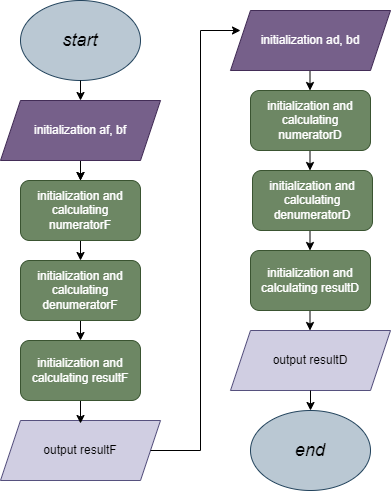 start
initialization af, bf
initialization and
calculating
numeratorF
initialization and
calculating
denumeratorF
initialization and
calculating resultF
output resultF
initialization ad, bd
initialization and
calculating
numeratorD
initialization and
calculating
denumeratorD
initialization and
calculating resultD
output resultD
end